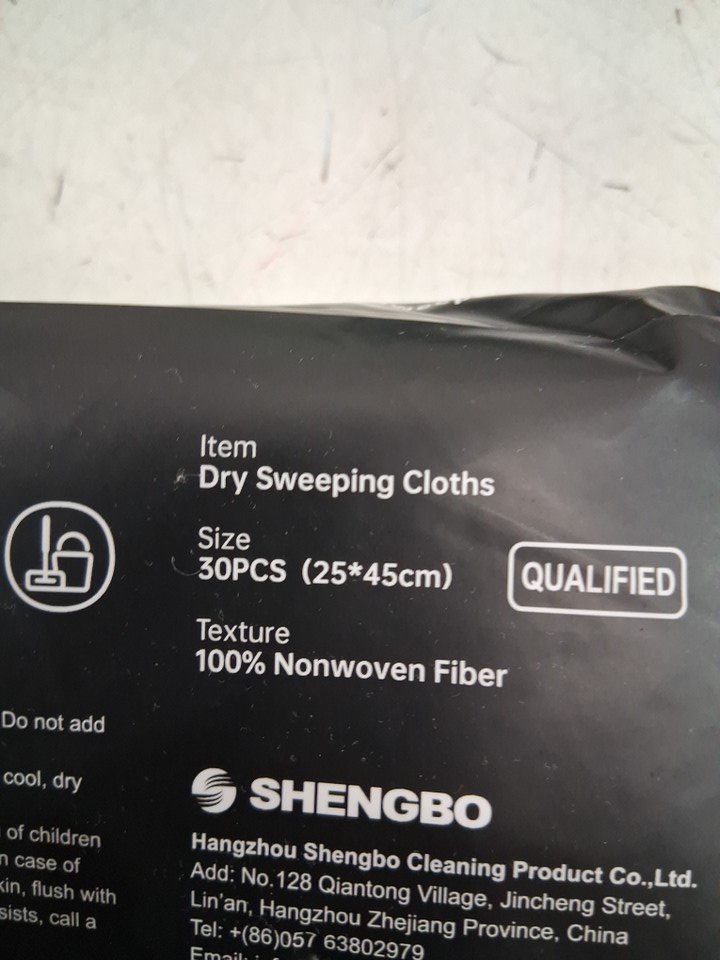 Item
Dry Sweeping Cloths
Size
30PCS (25*45cm)
QUALIFIED
Texture
100% Nonwoven Fiber
Do not add
cool, dry
of children
case of
flush with
call a
SHENGBO
Hangzhou Shengbo Cleaning Product Co.,Ltd.
Add: No.128 Qiantong Village, Jincheng Street,
Lin'an, Hangzhou Zhejiang Province, China
Tel: +(86)057 63802979